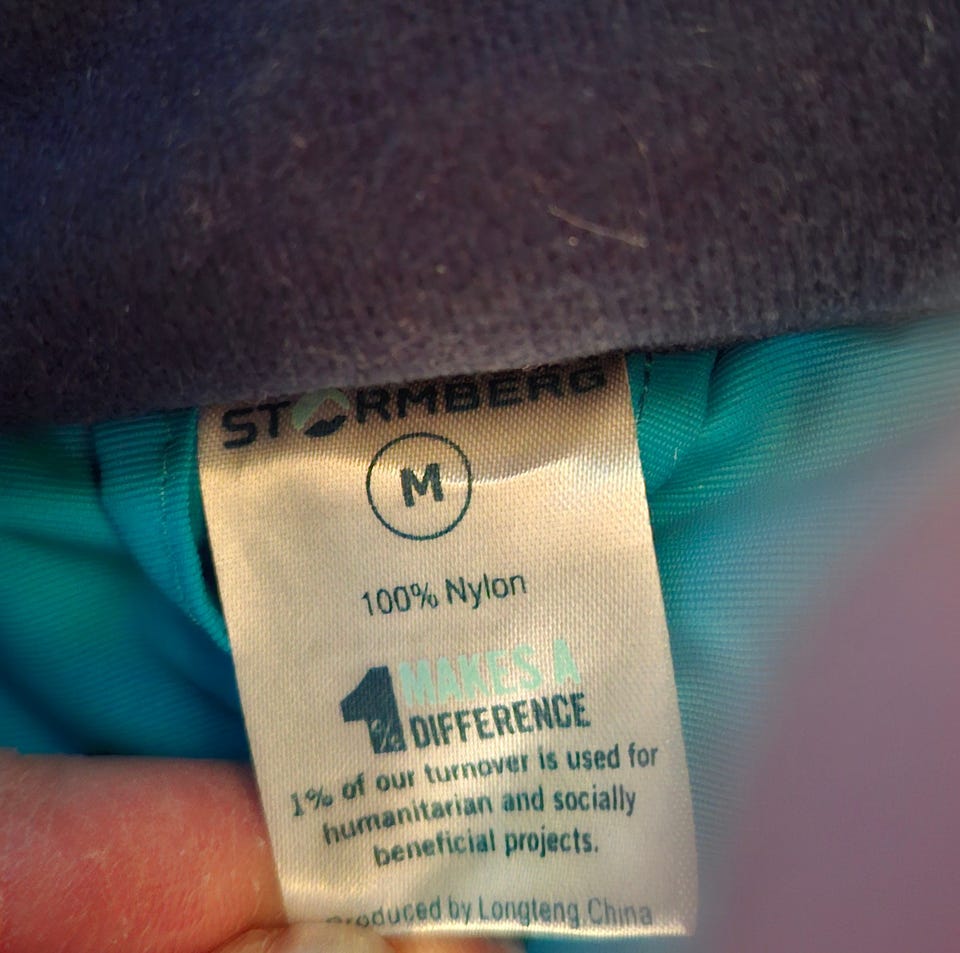 STORMBERG
M
100% Nylon
1% MAKES A
DIFFERENCE
1% of our turnover is used for
humanitarian and socially
beneficial projects.
Produced by Longteng China